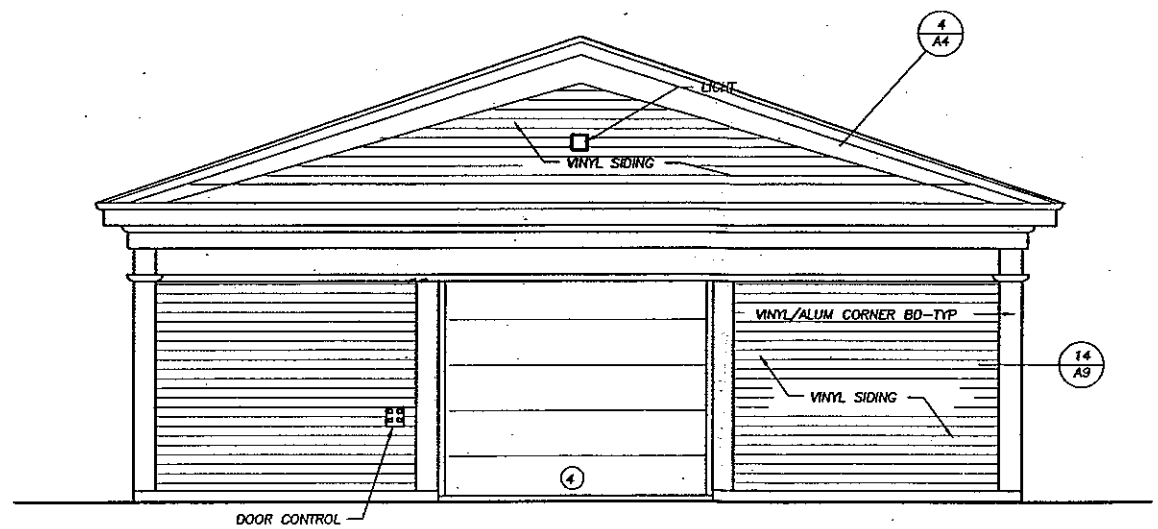 4
A4
LIGHT
VINYL SIDING
VINYL/ALUM CORNER BD-TYP
14
A9
VINYL SIDING
4
DOOR CONTROL